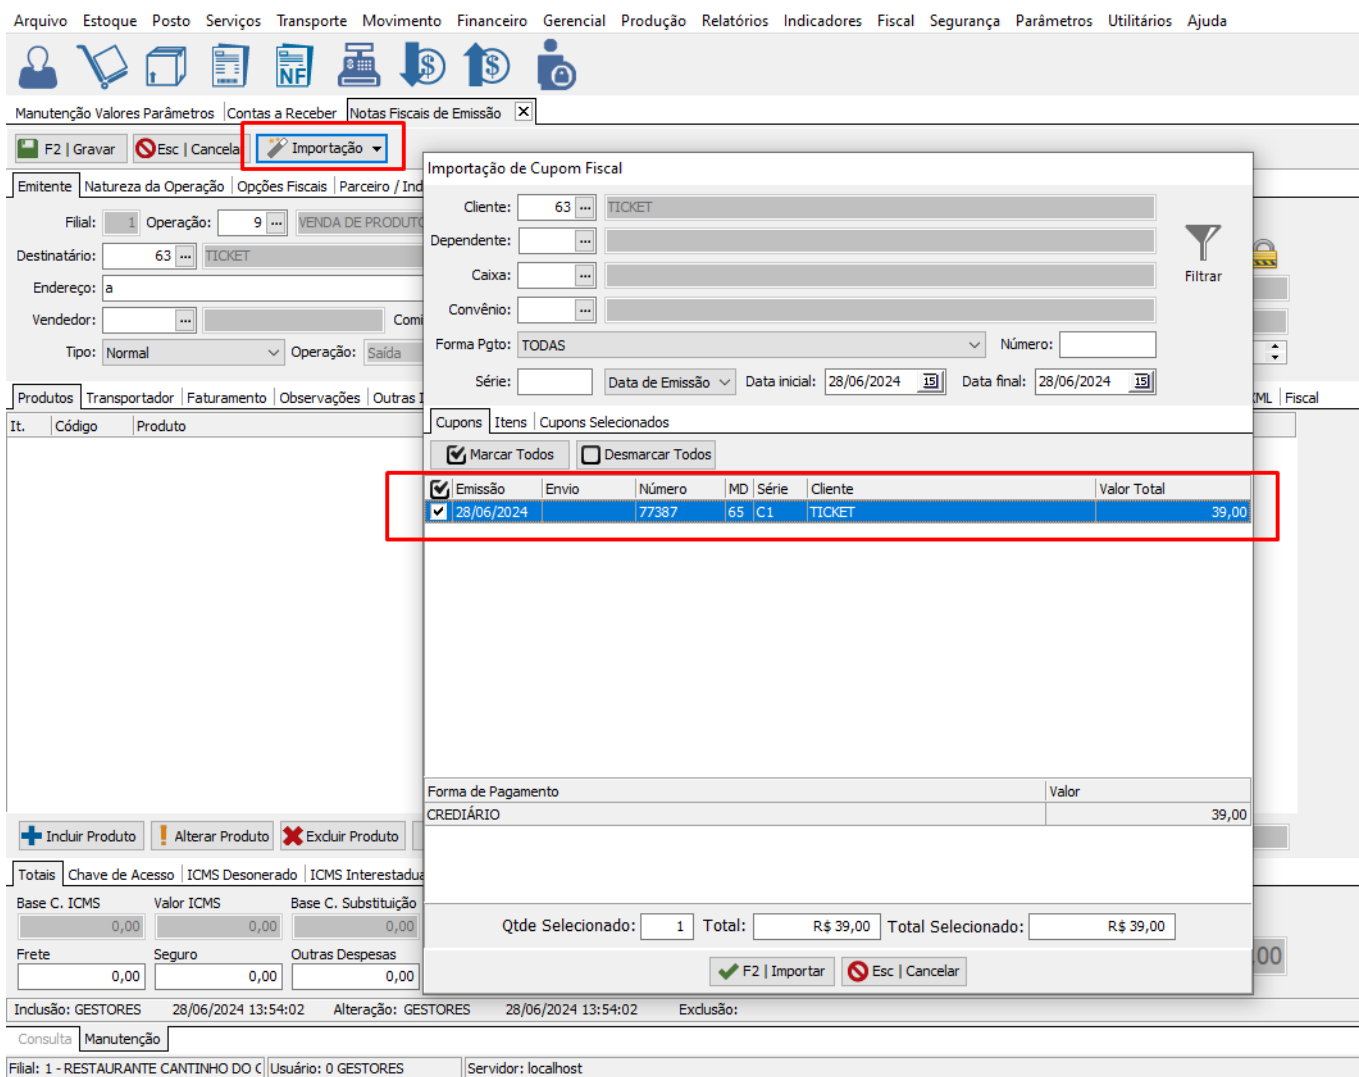 Arquivo Estoque Posto Serviços Transporte Movimento Financeiro Gerencial Produção Relatórios Indicadores Fiscal Segurança Parâmetros Utilitários Ajuda
NF
Manutenção Valores Parâmetros Contas a Receber Notas Fiscais de Emissão X
F2 | Gravar Esc | Cancela Importação
Importação de Cupom Fiscal
Emitente Natureza da Operação Opções Fiscais Parceiro / Ind
Cliente: 63 ... TICKET
Filial: 1 Operação: 9 ... VENDA DE PRODUTO
Dependente: ...
Destinatário: 63 ... TICKET
Caixa: ... Filtrar
Endereço: a
Convênio: ...
Vendedor: ... Comi
Forma Pgto: TODAS Número:
Tipo: Normal Operação: Saída
Série: Data de Emissão Data inicial: 28/06/2024 15 Data final: 28/06/2024 15
Produtos Transportador Faturamento Observações Outras I XML Fiscal
Cupons Itens Cupons Selecionados
It. Código Produto
Marcar Todos Desmarcar Todos
Emissão Envio Número MD Série Cliente Valor Total
28/06/2024 77387 65 C1 TICKET 39,00
Forma de Pagamento Valor
CREDIÁRIO 39,00
Incluir Produto Alterar Produto Excluir Produto
Totais Chave de Acesso ICMS Desonerado ICMS Interestadua
Base C. ICMS Valor ICMS Base C. Substituição
0,00 0,00 0,00
Qtde Selecionado: 1 Total: R$ 39,00 Total Selecionado: R$ 39,00
Frete Seguro Outras Despesas
0,00 0,00 0,00 00
F2 | Importar Esc | Cancelar
Inclusão: GESTORES 28/06/2024 13:54:02 Alteração: GESTORES 28/06/2024 13:54:02 Exclusão:
Consulta Manutenção
Filial: 1 - RESTAURANTE CANTINHO DO C Usuário: 0 GESTORES Servidor: localhost